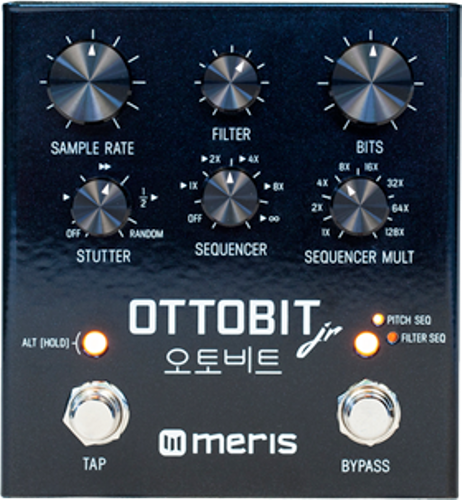 SAMPLE RATE
FILTER
BITS
OFF
▶▶
1/2 ▶
RANDOM
STUTTER
OFF
▶1X
▶2X
▶4X
▶8X
▶∞
SEQUENCER
1X
2X
4X
8X
16X
32X
64X
128X
SEQUENCER MULT
OTTOBIT jr
오토비트
ALT [HOLD]
PITCH SEQ
FILTER SEQ
TAP
meris
BYPASS